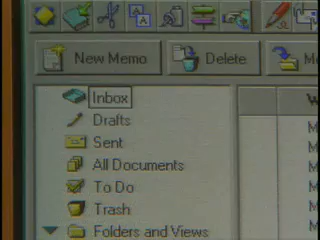 New Memo Delete
Inbox
Drafts
Sent
All Documents
To Do
Trash
Folders and Views